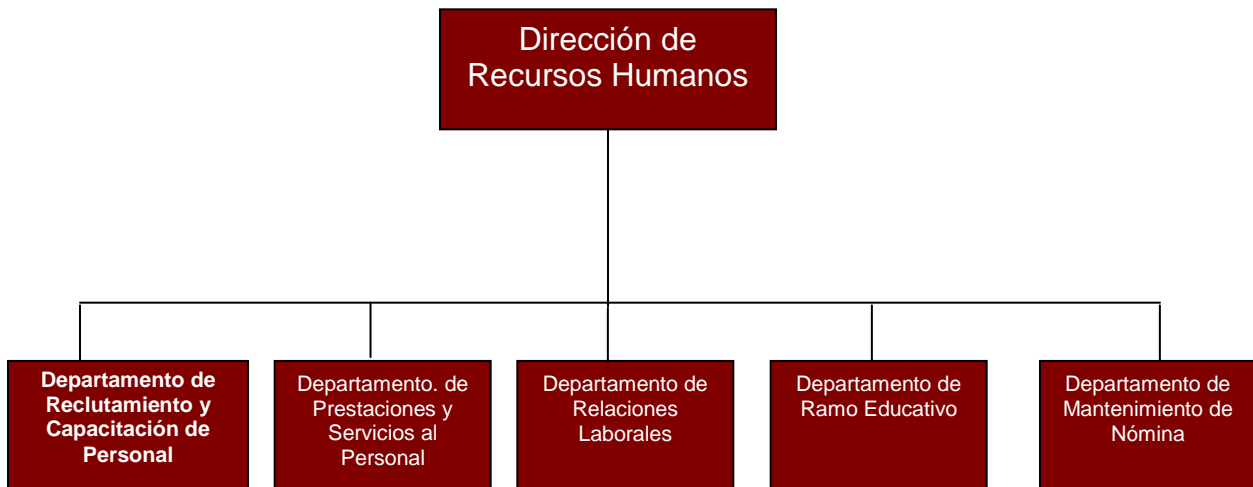 Dirección de
Recursos Humanos
Departamento de
Reclutamiento y
Capacitación de
Personal
Departamento. de
Prestaciones y
Servicios al
Personal
Departamento de
Relaciones
Laborales
Departamento de
Ramo Educativo
Departamento de
Mantenimiento de
Nómina